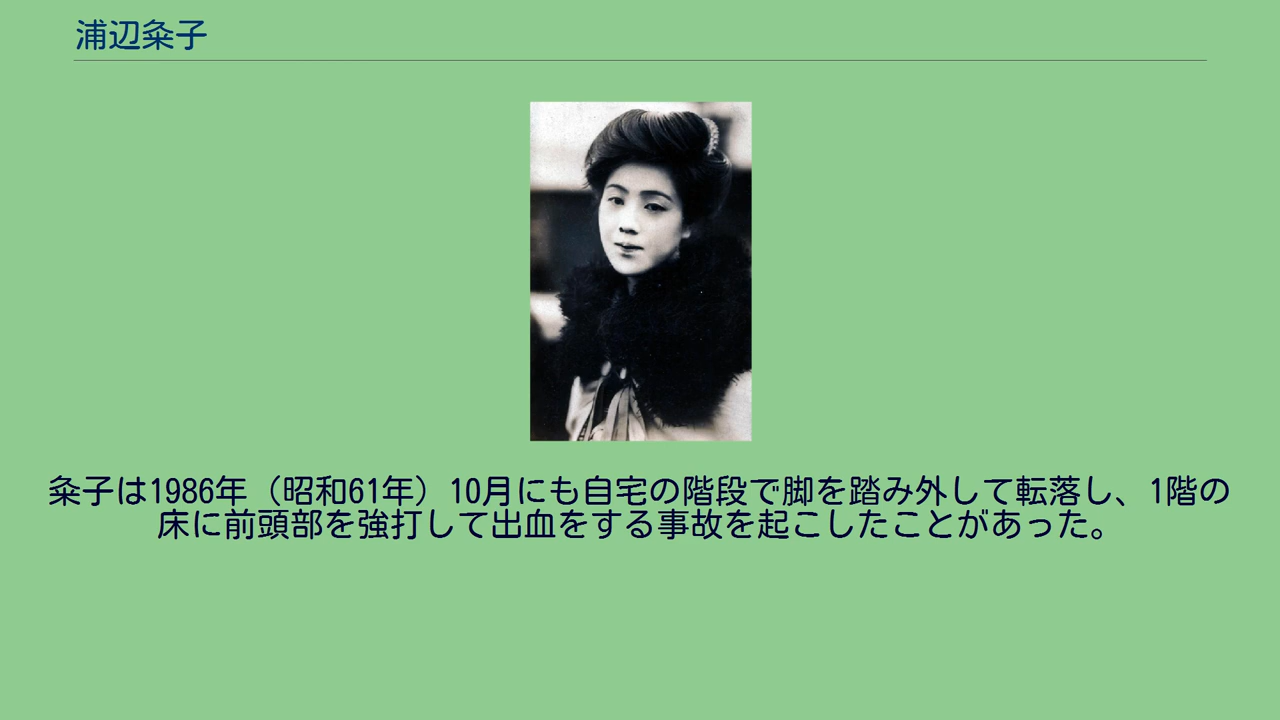 浦辺粂子
粂子は1986年（昭和61年）10月にも自宅の階段で脚を踏み外して転落し、1階の
床に前頭部を強打して出血をする事故を起こしたことがあった。